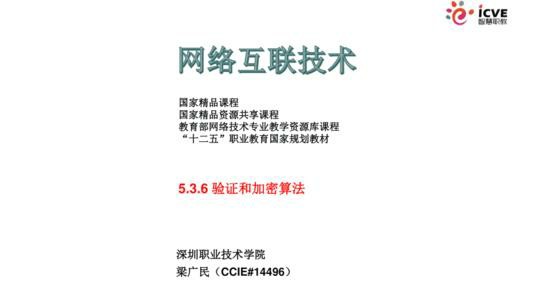 icve
智慧职教
网络互联技术
国家精品课程
国家精品资源共享课程
教育部网络技术专业教学资源库课程
“十二五”职业教育国家规划教材
5.3.6 验证和加密算法
深圳职业技术学院
梁广民（CCIE#14496）